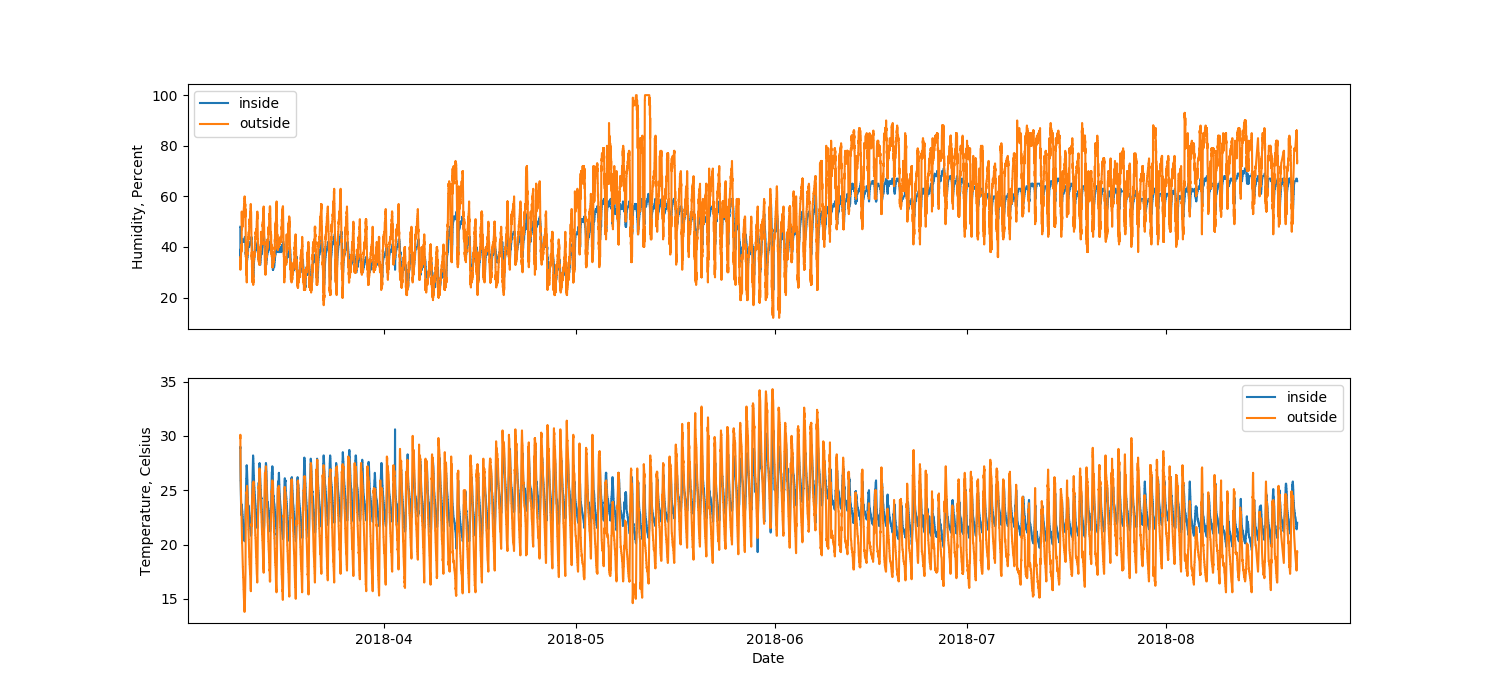 Humidity, Percent
100
80
60
40
20
inside
outside
Temperature, Celsius
35
30
25
20
15
inside
outside
2018-04
2018-05
2018-06
2018-07
2018-08
Date